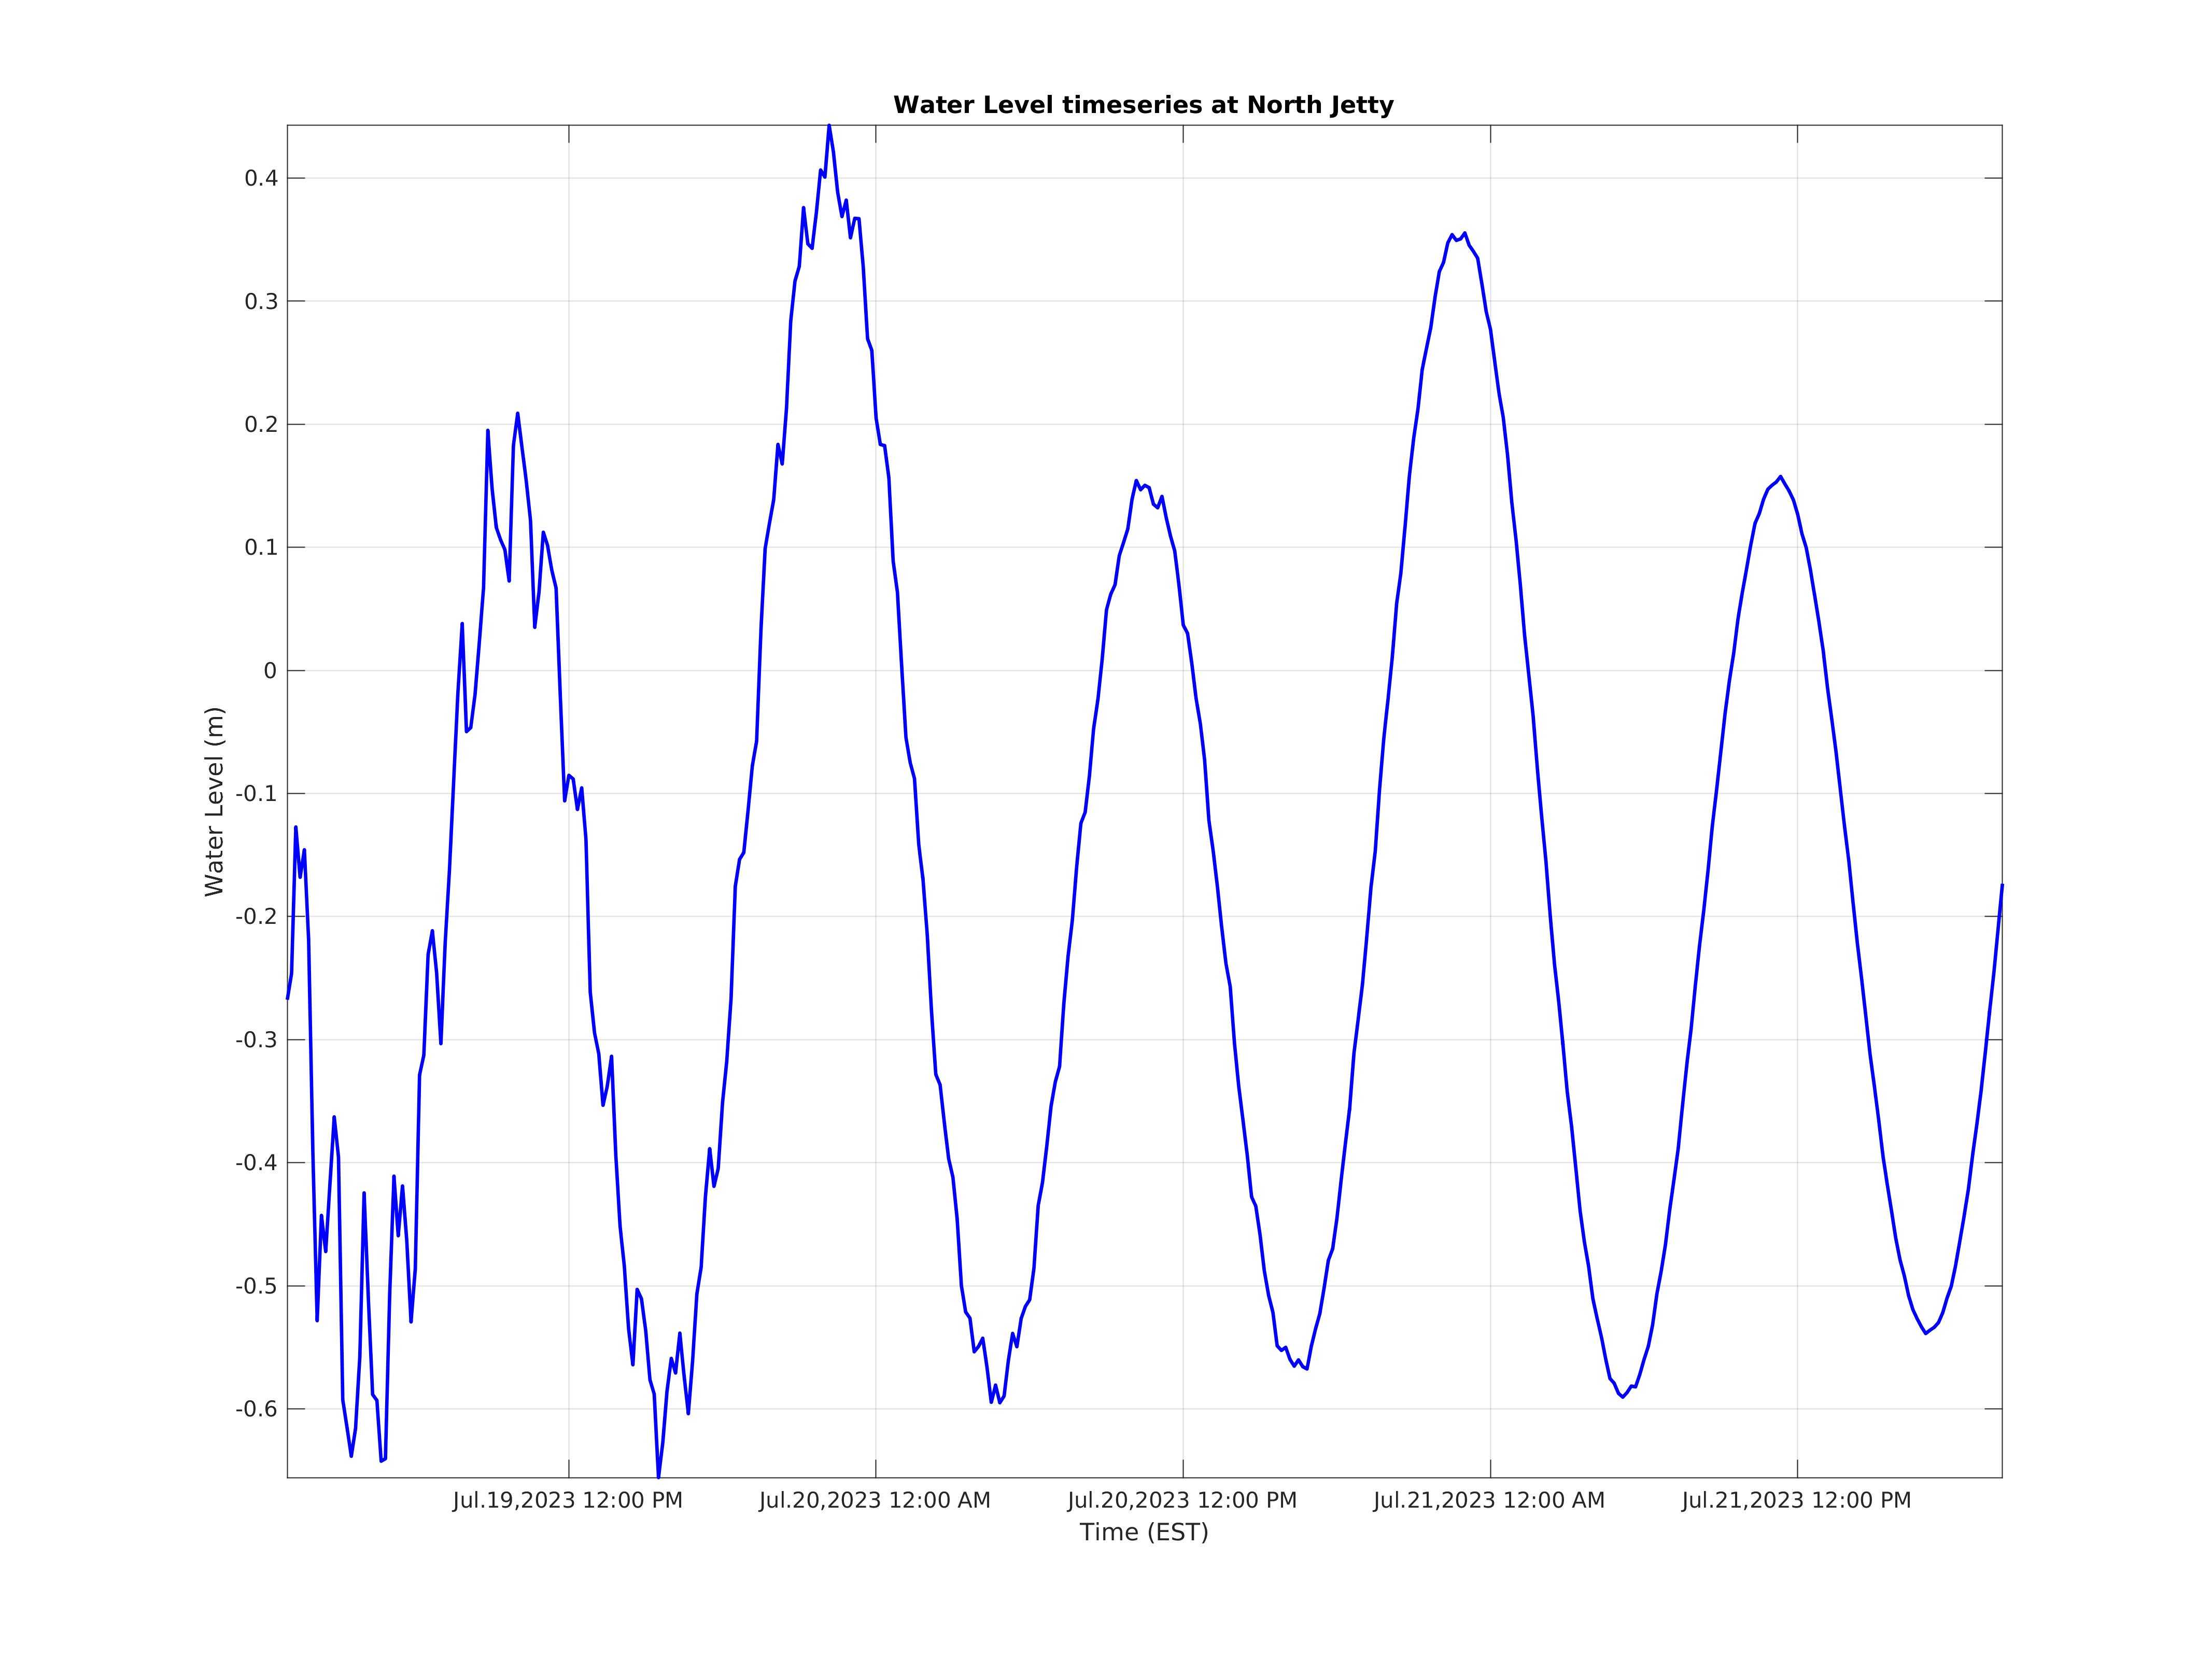 Water Level timeseries at North Jetty
0.4
0.3
0.2
0.1
0
-0.1
-0.2
-0.3
-0.4
-0.5
-0.6
Water Level (m)
Jul.19,2023 12:00 PM
Jul.20,2023 12:00 AM
Jul.20,2023 12:00 PM
Jul.21,2023 12:00 AM
Jul.21,2023 12:00 PM
Time (EST)